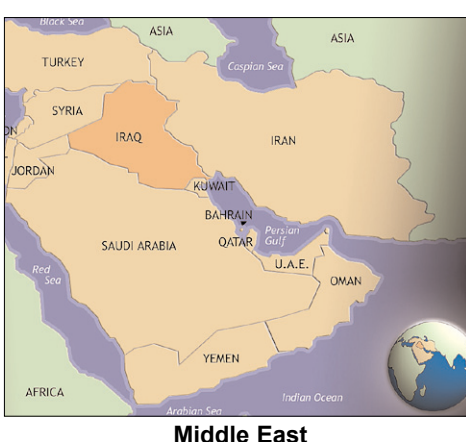 Black Sea
ASIA
ASIA
TURKEY
Caspian Sea
SYRIA
ON
IRAQ
IRAN
JORDAN
KUWAIT
BAHRAIN
Persian
Gulf
QATAR
SAUDI ARABIA
U.A.E.
Red
Sea
OMAN
YEMEN
AFRICA
Indian Ocean
Arabian Sea
Middle East